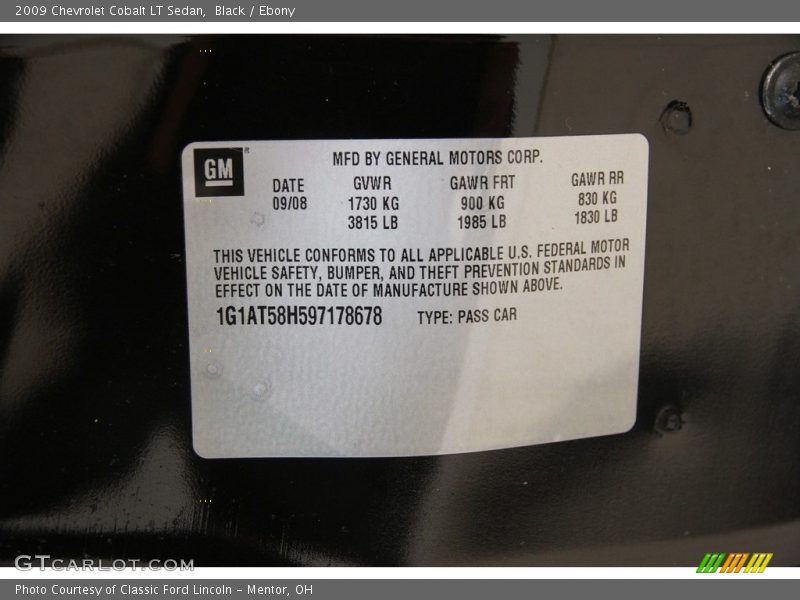 2009 Chevrolet Cobalt LT Sedan, Black / Ebony
GM
MFD BY GENERAL MOTORS CORP.
DATE GVWR GAWR FRT GAWR RR
09/08 1730 KG 900 KG 830 KG
3815 LB 1985 LB 1830 LB
THIS VEHICLE CONFORMS TO ALL APPLICABLE U.S. FEDERAL MOTOR
VEHICLE SAFETY, BUMPER, AND THEFT PREVENTION STANDARDS IN
EFFECT ON THE DATE OF MANUFACTURE SHOWN ABOVE.
1G1AT58H597178678 TYPE: PASS CAR
GTCARLOT.COM
Photo Courtesy of Classic Ford Lincoln - Mentor, OH